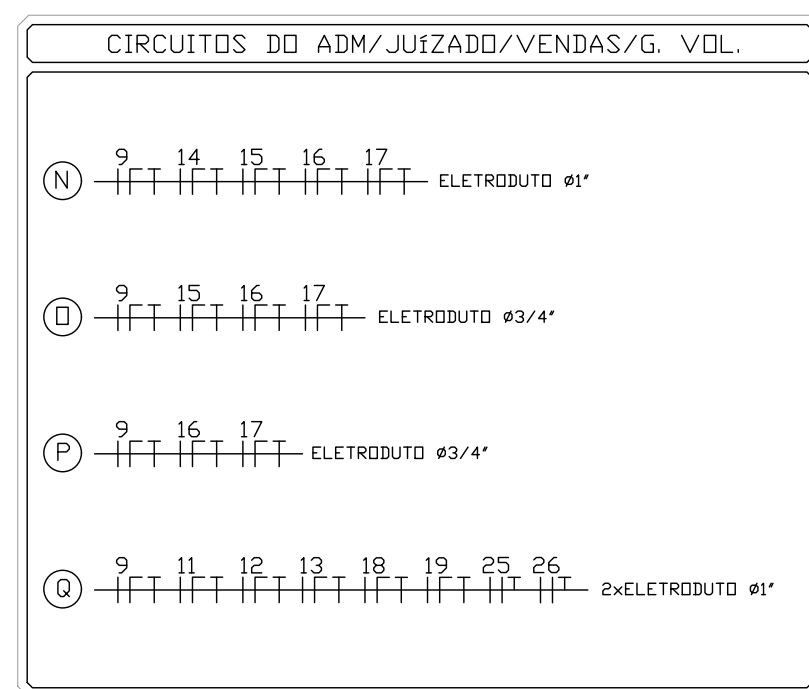 CIRCUITOS DO ADM/JUíZADO/VENDAS/G. VOL.
9 14 15 16 17
N ELETRODUTO Ø1"
9 15 16 17
O ELETRODUTO Ø3/4"
9 16 17
P ELETRODUTO Ø3/4"
9 11 12 13 18 19 25 26
Q 2xELETRODUTO Ø1"